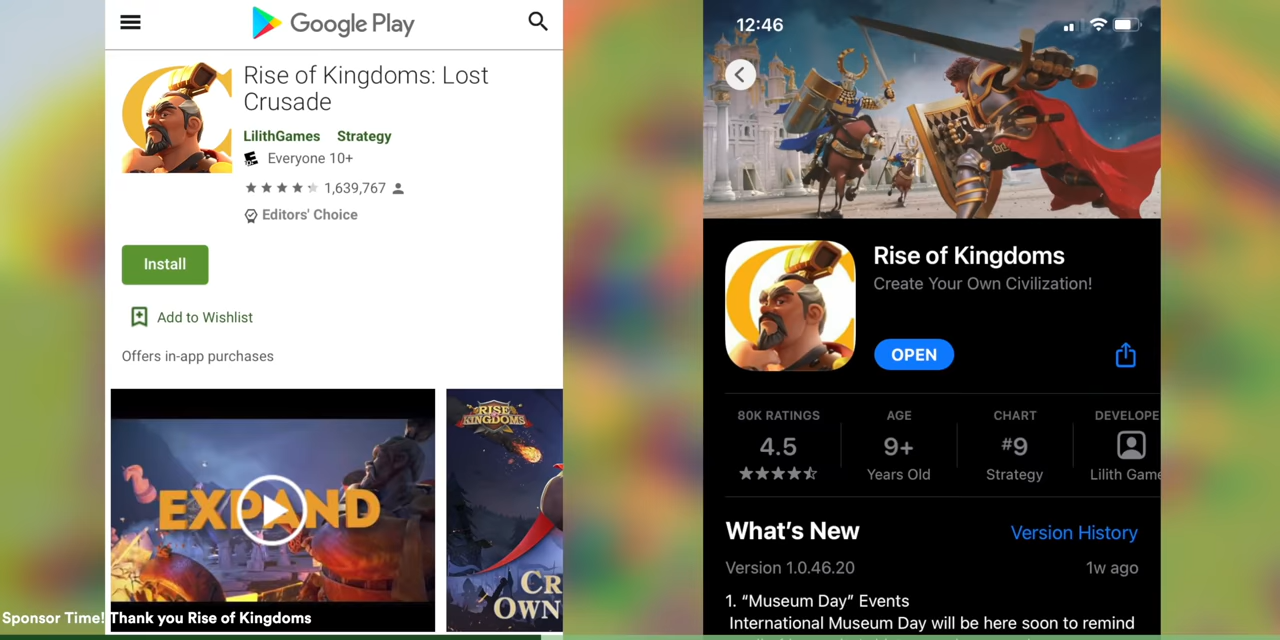 Google Play
Rise of Kingdoms: Lost
Crusade
LilithGames Strategy
Everyone 10+
1,639,767
Editors' Choice
Install
Add to Wishlist
Offers in-app purchases
EXPAND
RISE OF
KINGDOMS
CR
OWN
Sponsor Time! Thank you Rise of Kingdoms
12:46
Rise of Kingdoms
Create Your Own Civilization!
OPEN
80K RATINGS
4.5
AGE
9+
Years Old
CHART
#9
Strategy
DEVELOPE
Lilith Game
What's New
Version History
Version 1.0.46.20
1w ago
1. “Museum Day” Events
International Museum Day will be here soon to remind